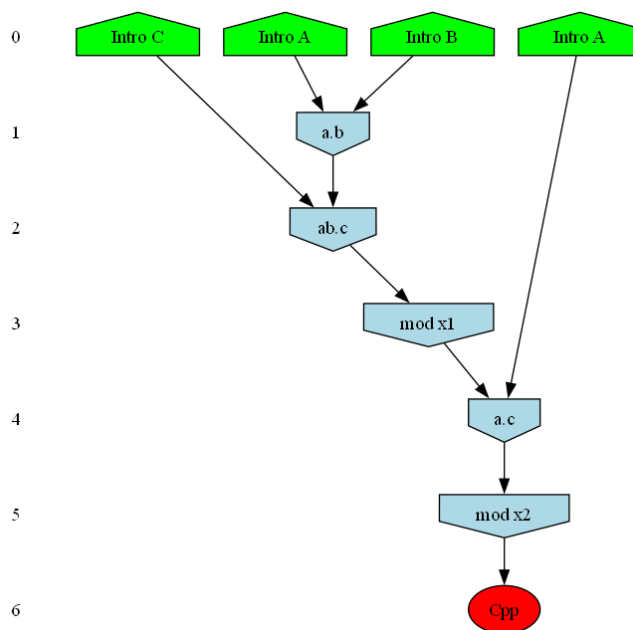 0 Intro C Intro A Intro B Intro A
1 a.b
2 ab.c
3 mod x1
4 a.c
5 mod x2
6 Cpp